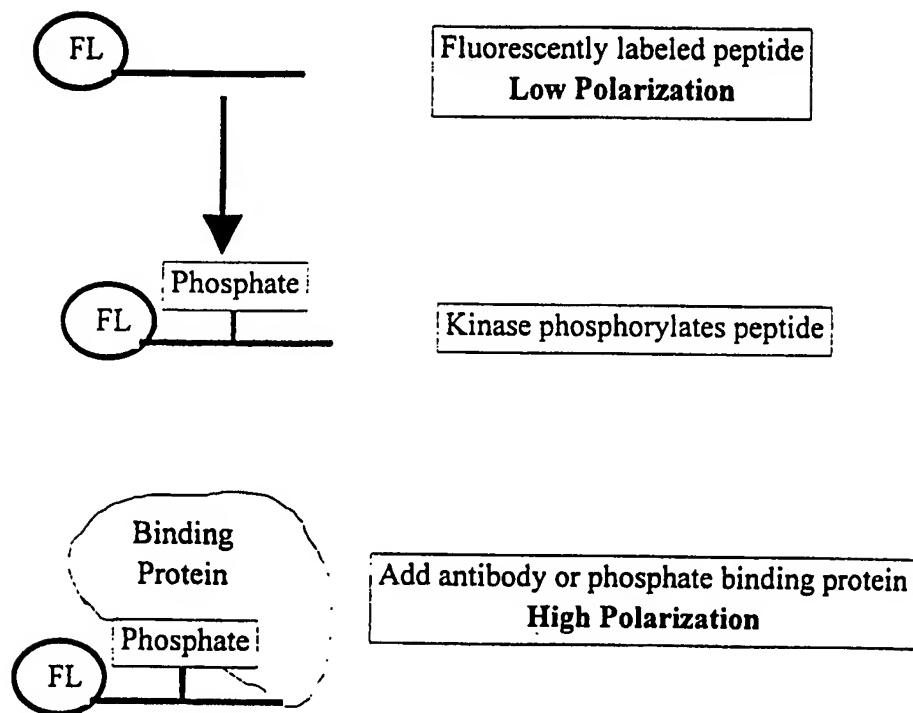 FL
Fluorescently labeled peptide
Low Polarization
Phosphate
FL
Kinase phosphorylates peptide
Binding
Protein
Add antibody or phosphate binding protein
High Polarization
Phosphate
FL